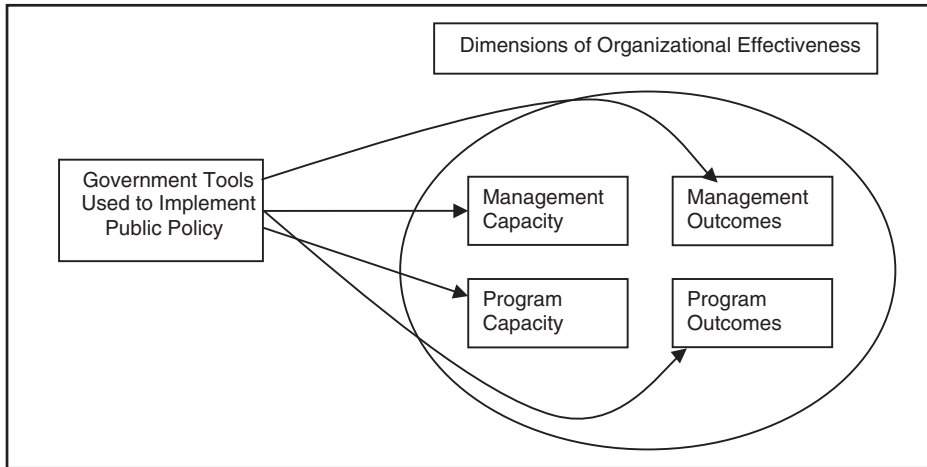 Dimensions of Organizational Effectiveness
Government Tools
Used to Implement
Public Policy
Management
Capacity
Management
Outcomes
Program
Capacity
Program
Outcomes